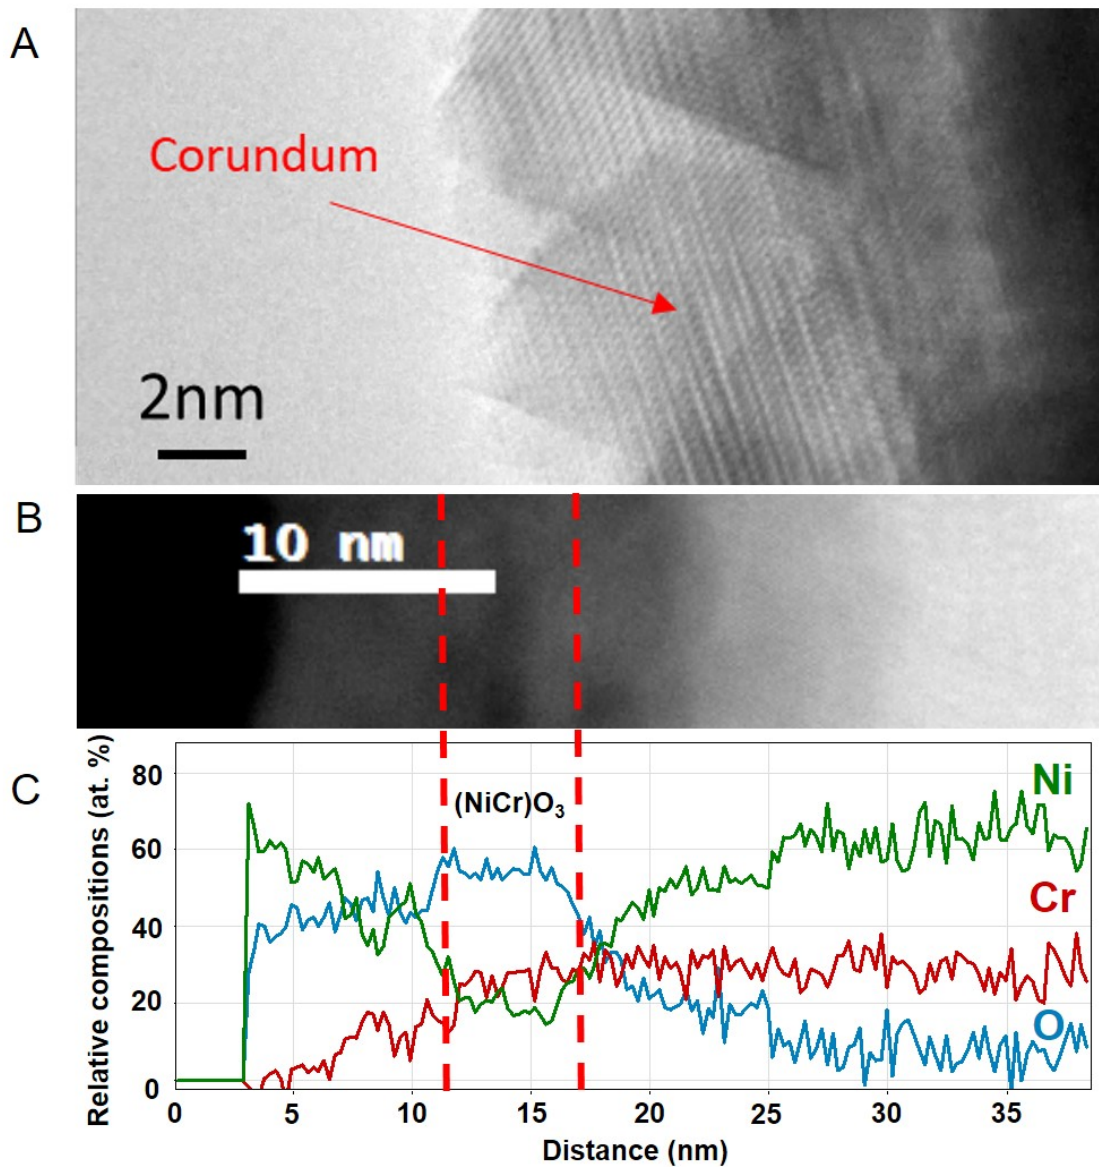 A
Corundum
2nm
B
10 nm
C
Relative compositions (at. %)
80
60
40
20
0
(NiCr)O₃
Ni
Cr
O
0 5 10 15 20 25 30 35
Distance (nm)